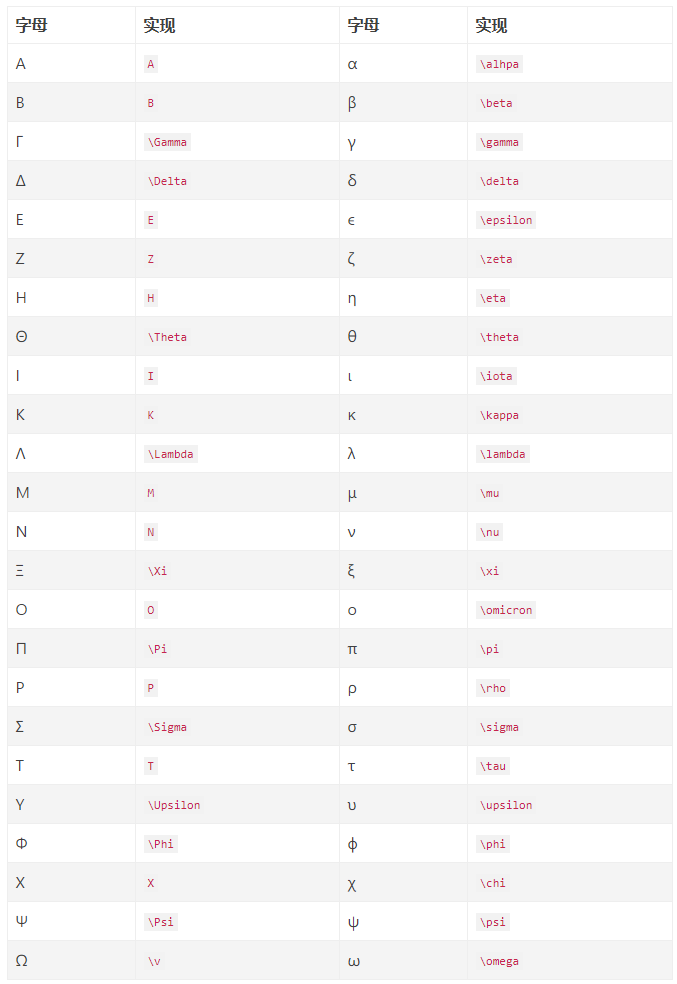 字母 实现 字母 实现
Α A α \alhpa
Β B β \beta
Γ \Gamma γ \gamma
Δ \Delta δ \delta
Ε E ϵ \epsilon
Ζ Z ζ \zeta
Η H η \eta
Θ \Theta θ \theta
Ι I ι \iota
Κ K κ \kappa
Λ \Lambda λ \lambda
Μ M μ \mu
Ν N ν \nu
Ξ \Xi ξ \xi
Ο O ο \omicron
Π \Pi π \pi
Ρ P ρ \rho
Σ \Sigma σ \sigma
Τ T τ \tau
Υ \Upsilon υ \upsilon
Φ \Phi ϕ \phi
Χ X χ \chi
Ψ \Psi ψ \psi
Ω \v ω \omega